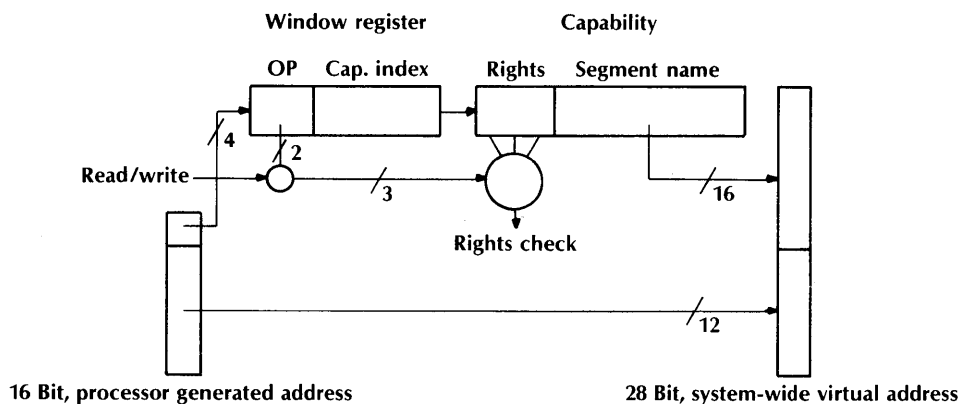 Window register
Capability
OP
Cap. index
Rights
Segment name
4
2
Read/write
3
16
Rights check
12
16 Bit, processor generated address
28 Bit, system-wide virtual address